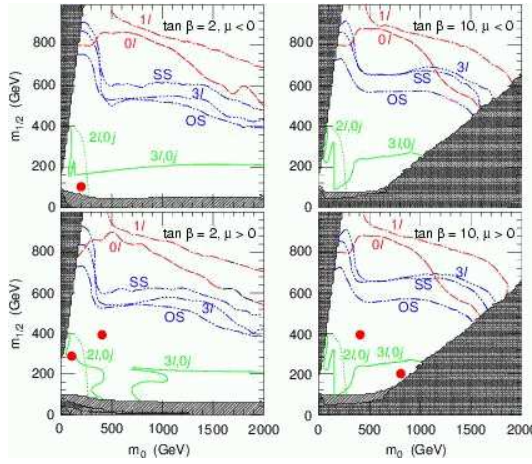 tan β = 2, μ < 0
1l
0l
SS
3l
OS
2l,0j
3l,0j
800
600
400
200
0
m1/2 (GeV)
tan β = 10, μ < 0
1l
0l
SS
3l
OS
2l,0j
3l,0j
tan β = 2, μ > 0
1l
0l
SS
3l
OS
2l,0j
3l,0j
800
600
400
200
0
m1/2 (GeV)
0 500 1000 1500 2000
m0 (GeV)
tan β = 10, μ > 0
1l
0l
SS
3l
OS
2l,0j
3l,0j
0 500 1000 1500 2000
m0 (GeV)